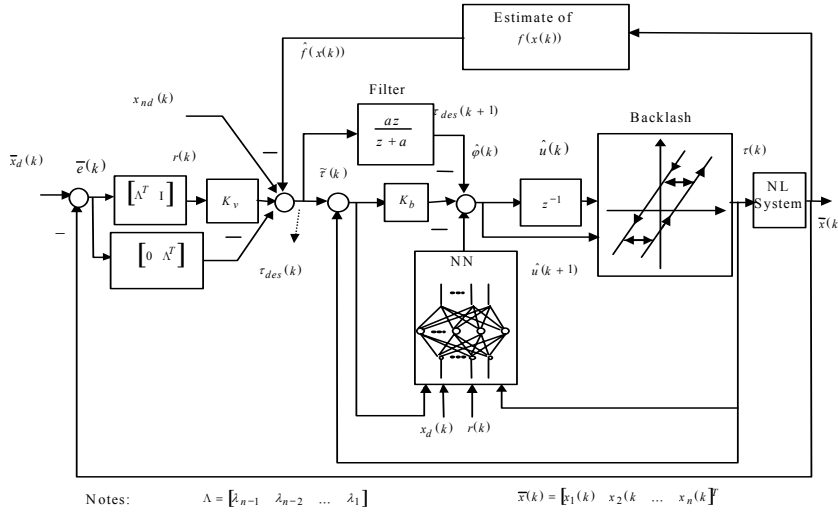 Estimate of
f(x(k))
f̂(x(k))
x_nd(k)
Filter
az
z + a
τ_des(k+1)
φ̂(k)
Backlash
x̄_d(k)
ē(k)
r(k)
[Λ^T I]
K_v
τ̃(k)
K_b
û(k)
z^-1
τ(k)
NL
System
x̄(k
[0 Λ^T]
τ_des(k)
NN
û(k+1)
x_d(k)
r(k)
Notes:
Λ = [λ_n−1 λ_n−2 ... λ_1]
x̄(k) = [x_1(k) x_2(k ... x_n(k]^T